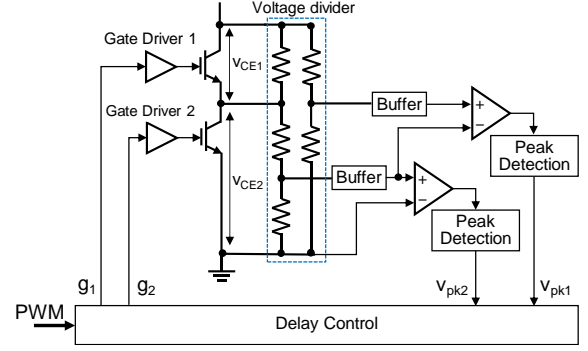 Voltage divider
Gate Driver 1
vCE1
Gate Driver 2
Buffer
+
−
Peak Detection
vCE2
Buffer
+
−
Peak Detection
g1
g2
vpk2
vpk1
PWM
Delay Control